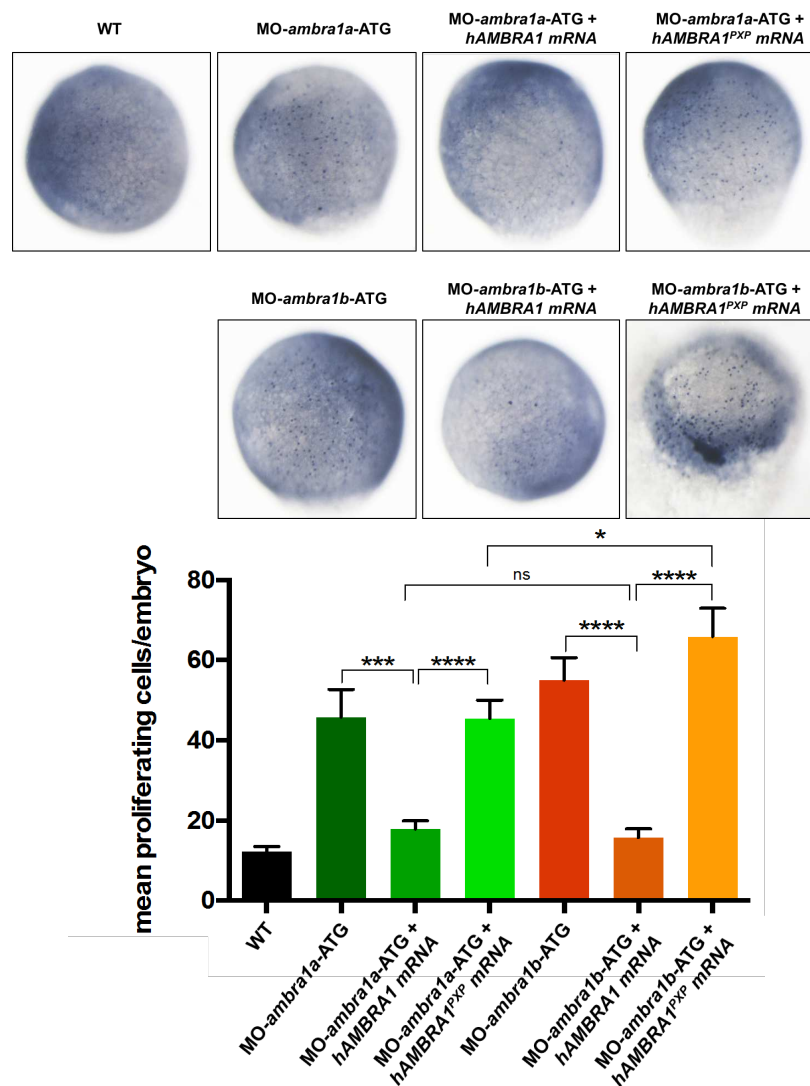 WT
MO-ambra1a-ATG
MO-ambra1a-ATG +
hAMBRA1 mRNA
MO-ambra1a-ATG +
hAMBRA1PXP mRNA
MO-ambra1b-ATG
MO-ambra1b-ATG +
hAMBRA1 mRNA
MO-ambra1b-ATG +
hAMBRA1PXP mRNA
mean proliferating cells/embryo
80
60
40
20
0
*
ns
****
****
***
****
WT
MO-ambra1a-ATG
MO-ambra1a-ATG +
hAMBRA1 mRNA
MO-ambra1a-ATG +
hAMBRA1PXP mRNA
MO-ambra1b-ATG
MO-ambra1b-ATG +
hAMBRA1 mRNA
MO-ambra1b-ATG +
hAMBRA1PXP mRNA